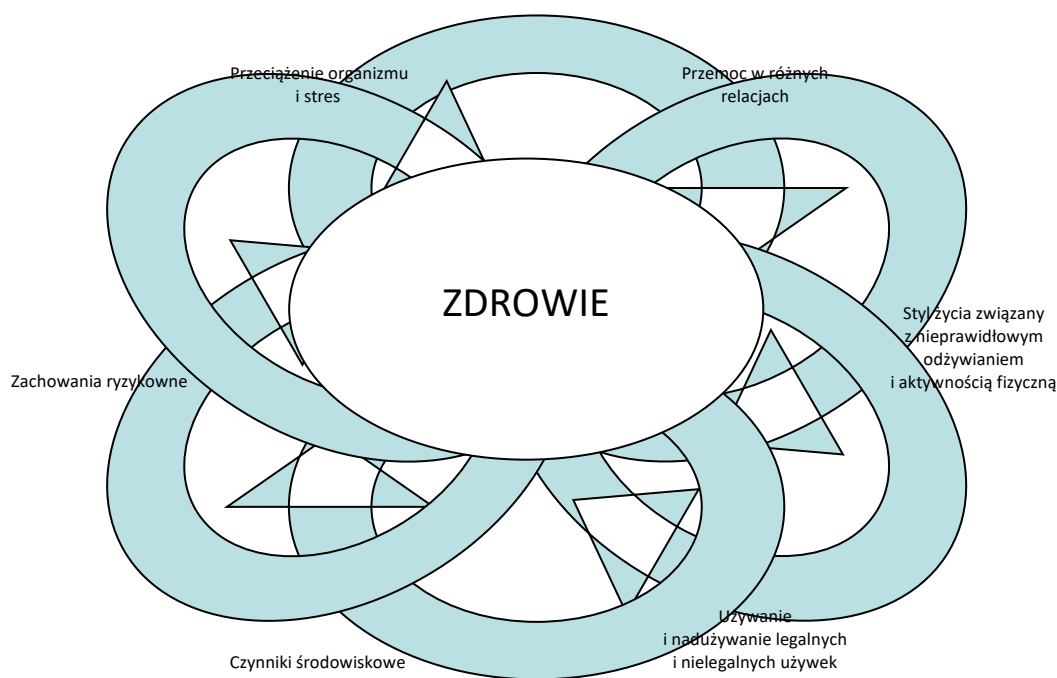 Przeciążenie organizmu
i stres
Przemoc w różnych
relacjach
ZDROWIE
Styl życia związany
z nieprawidłowym
odżywianiem
i aktywnością fizyczną
Zachowania ryzykowne
Używanie
i nadużywanie legalnych
i nielegalnych używek
Czynniki środowiskowe